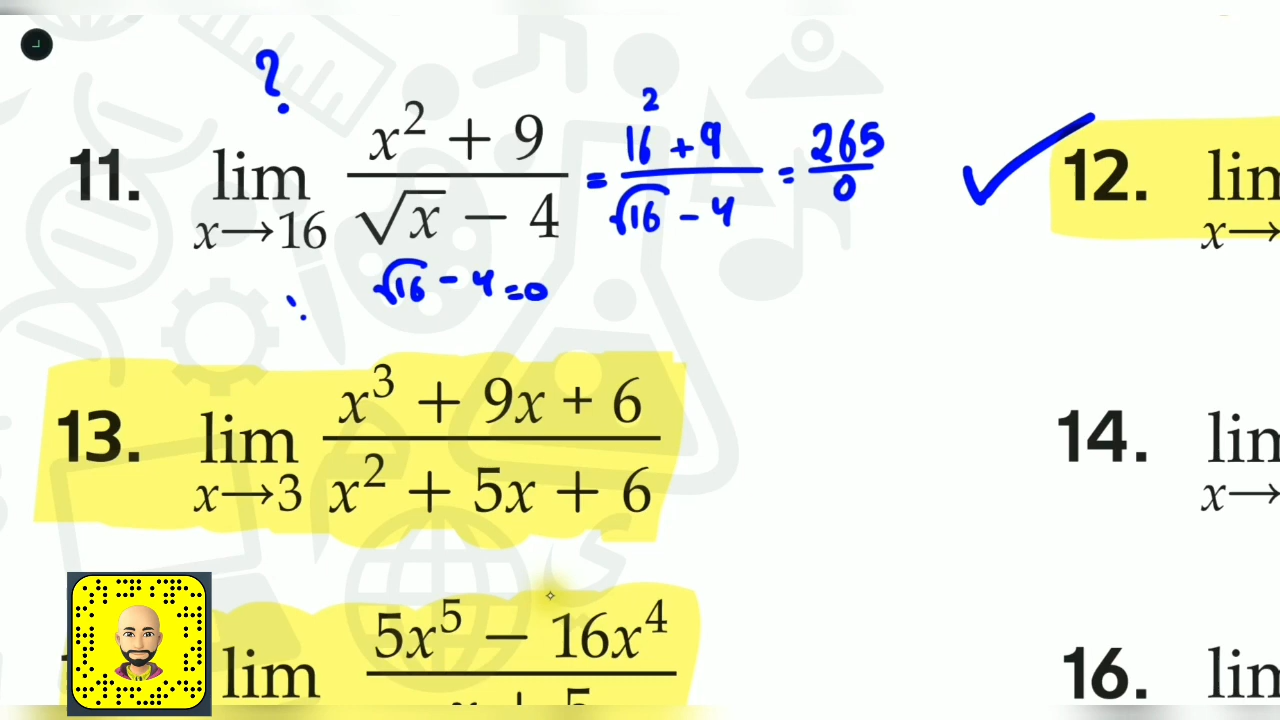 ?
11. lim x→16 x² + 9 / √x − 4 = 16² + 9 / √16 − 4 = 265 / 0
√16 − 4 = 0
12. lim x→
13. lim x→3 x³ + 9x + 6 / x² + 5x + 6
14. lim x→
lim 5x⁵ − 16x⁴
16. lim